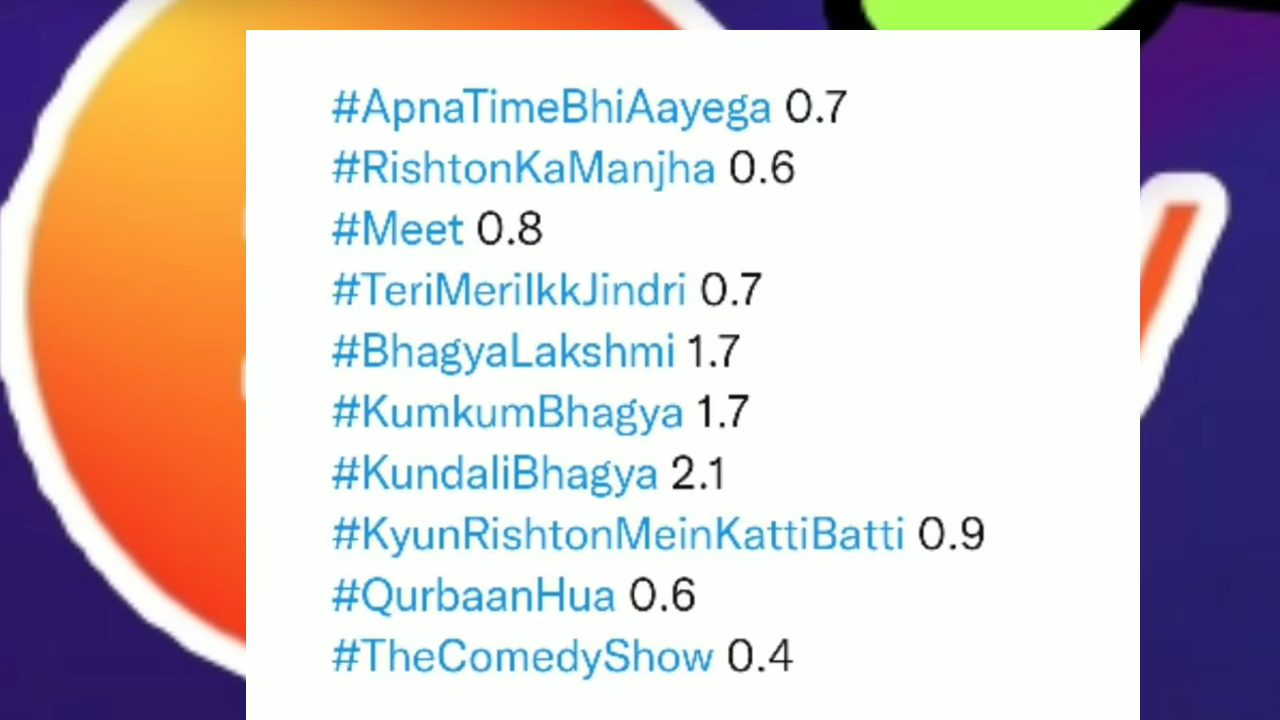 #ApnaTimeBhiAayega 0.7
#RishtonKaManjha 0.6
#Meet 0.8
#TeriMeriIkkJindri 0.7
#BhagyaLakshmi 1.7
#KumkumBhagya 1.7
#KundaliBhagya 2.1
#KyunRishtonMeinKattiBatti 0.9
#QurbaanHua 0.6
#TheComedyShow 0.4